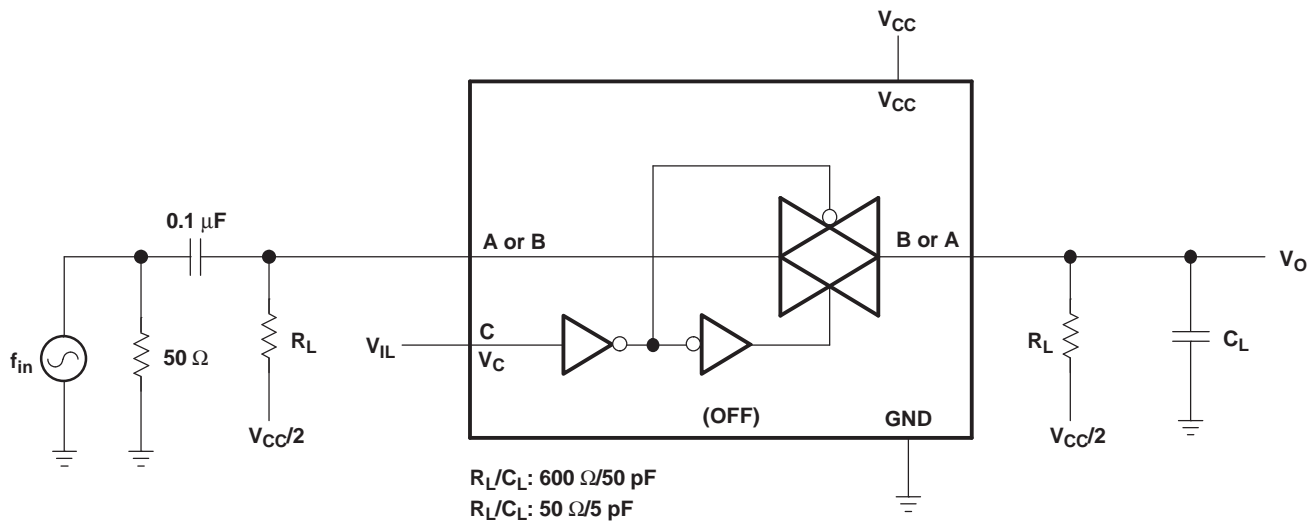 VCC
VCC
0.1 μF
A or B
B or A
VO
fin
50 Ω
RL
VIL
C
VC
RL
CL
VCC/2
(OFF)
GND
VCC/2
RL/CL: 600 Ω/50 pF
RL/CL: 50 Ω/5 pF